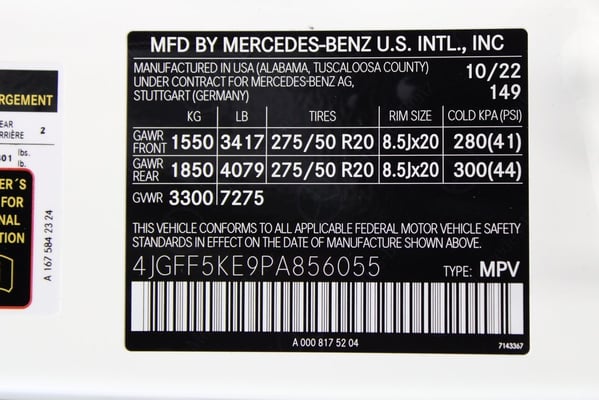 MFD BY MERCEDES-BENZ U.S. INTL., INC
MANUFACTURED IN USA (ALABAMA, TUSCALOOSA COUNTY)
UNDER CONTRACT FOR MERCEDES-BENZ AG,
STUTTGART (GERMANY)
10/22
149
KG LB TIRES RIM SIZE COLD KPA (PSI)
GAWR FRONT 1550 3417 275/50 R20 8.5Jx20 280(41)
GAWR REAR 1850 4079 275/50 R20 8.5Jx20 300(44)
GVWR 3300 7275
THIS VEHICLE CONFORMS TO ALL APPLICABLE FEDERAL MOTOR VEHICLE SAFETY
STANDARDS IN EFFECT ON THE DATE OF MANUFACTURE SHOWN ABOVE.
4JGFF5KE9PA856055 TYPE: MPV
A 000 817 52 04
7143367
RGEMENT
EAR
RRIÈRE 2
301 lbs.
lb.
ER´S
FOR
NAL
TION
A 167 584 23 24